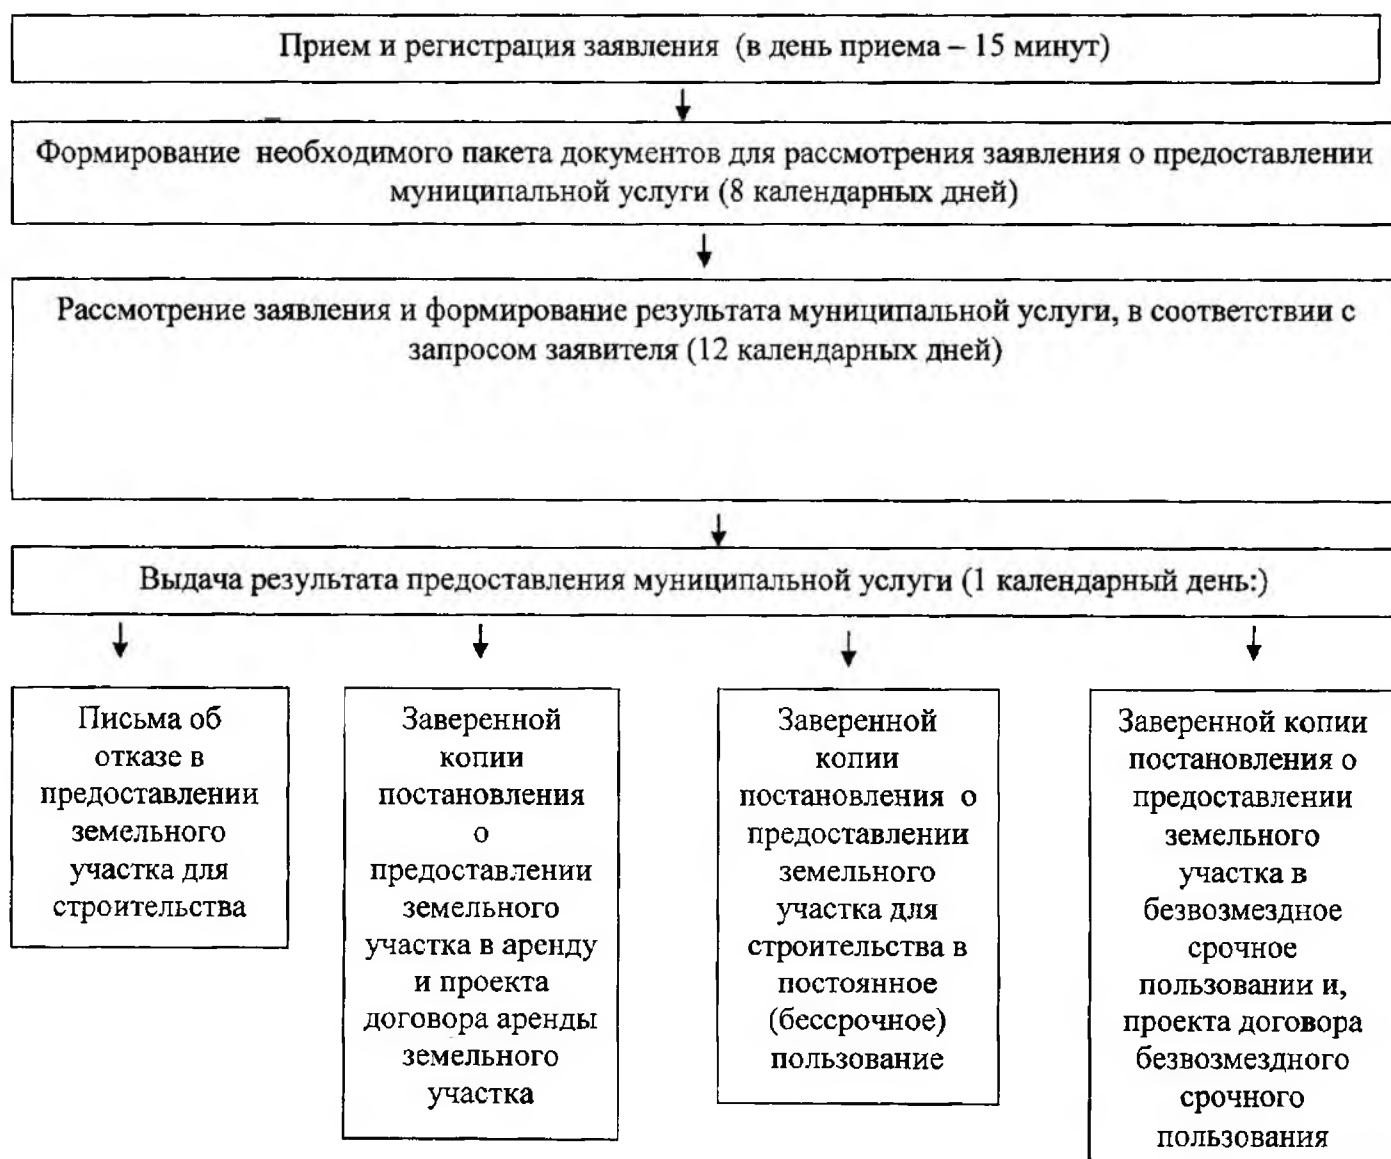 Прием и регистрация заявления (в день приема – 15 минут)
Формирование необходимого пакета документов для рассмотрения заявления о предоставлении
муниципальной услуги (8 календарных дней)
Рассмотрение заявления и формирование результата муниципальной услуги, в соответствии с
запросом заявителя (12 календарных дней)
Выдача результата предоставления муниципальной услуги (1 календарный день:)
Письма об
отказе в
предоставлении
земельного
участка для
строительства
Заверенной
копии
постановления
о
предоставлении
земельного
участка в аренду
и проекта
договора аренды
земельного
участка
Заверенной
копии
постановления о
предоставлении
земельного
участка для
строительства в
постоянное
(бессрочное)
пользование
Заверенной копии
постановления о
предоставлении
земельного
участка в
безвозмездное
срочное
пользовании и,
проекта договора
безвозмездного
срочного
пользования